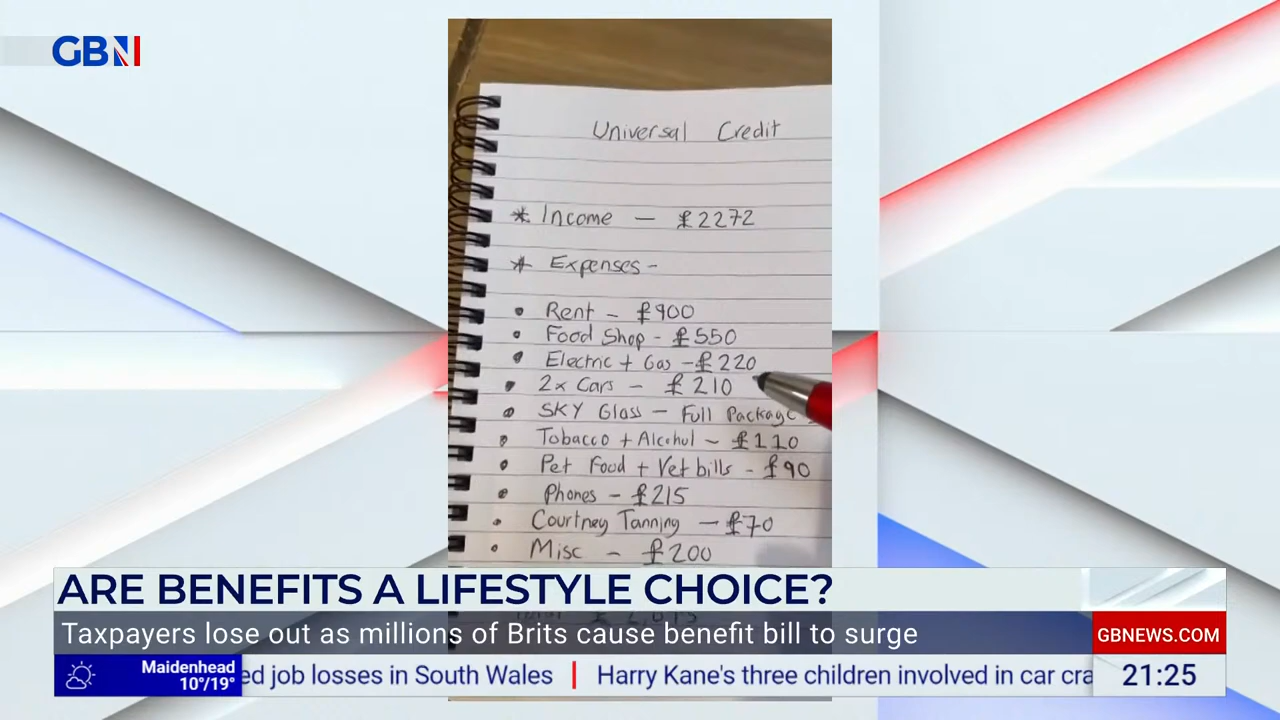 GBN
Universal Credit
* Income — £2272
* Expenses -
• Rent - £900
• Food Shop - £550
• Electric + Gas - £220
• 2x Cars - £210
• SKY Glass - Full Package
• Tobacco + Alcohol - £110
• Pet Food + Vet bills - £90
• Phones - £215
• Courtney Tanning - £70
• Misc - £200
ARE BENEFITS A LIFESTYLE CHOICE?
Taxpayers lose out as millions of Brits cause benefit bill to surge
GBNEWS.COM
Maidenhead
10°/19°
ed job losses in South Wales | Harry Kane's three children involved in car cra
21:25